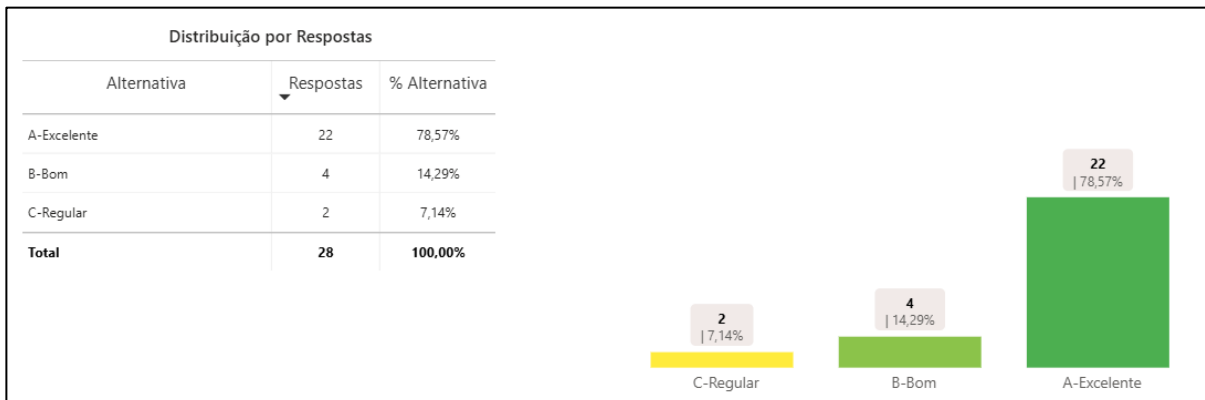 Distribuição por Respostas
Alternativa Respostas % Alternativa
A-Excelente 22 78,57%
B-Bom 4 14,29%
C-Regular 2 7,14%
Total 28 100,00%
2
| 7,14%
4
| 14,29%
22
| 78,57%
C-Regular B-Bom A-Excelente